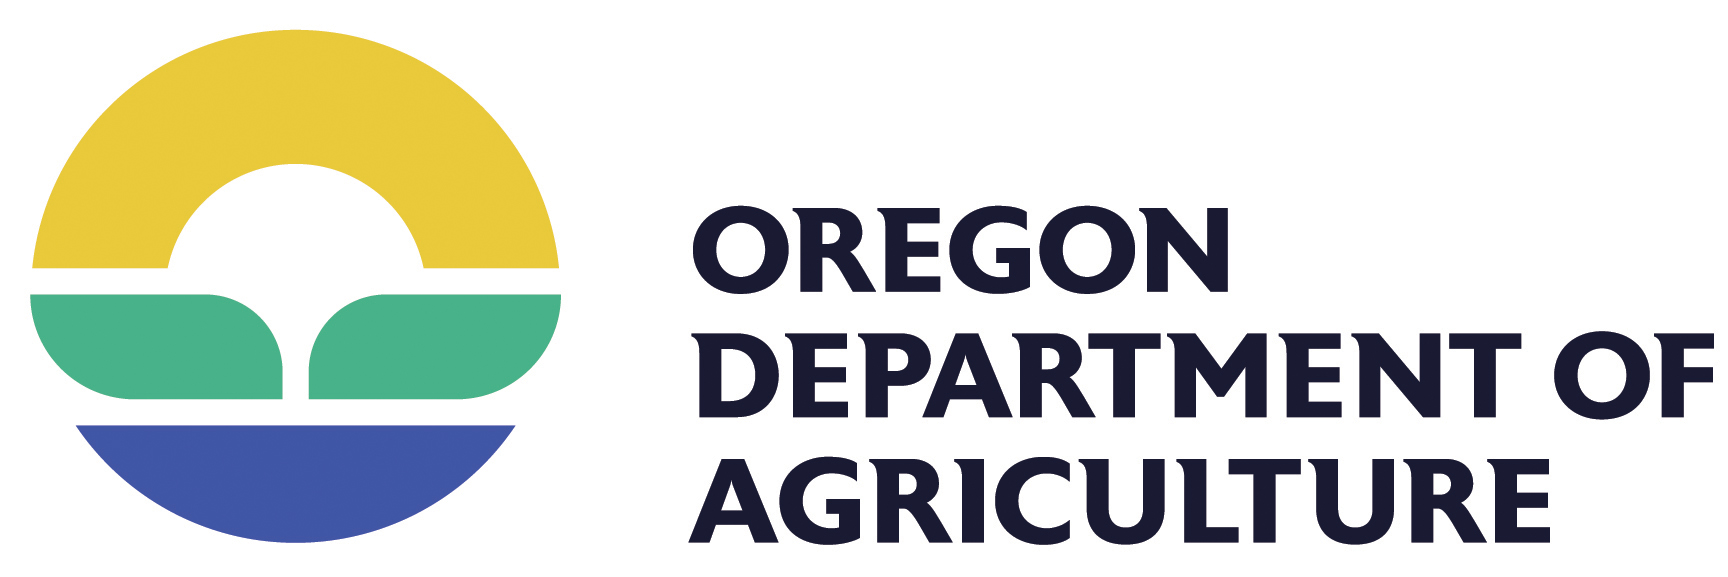 OREGON
DEPARTMENT OF
AGRICULTURE